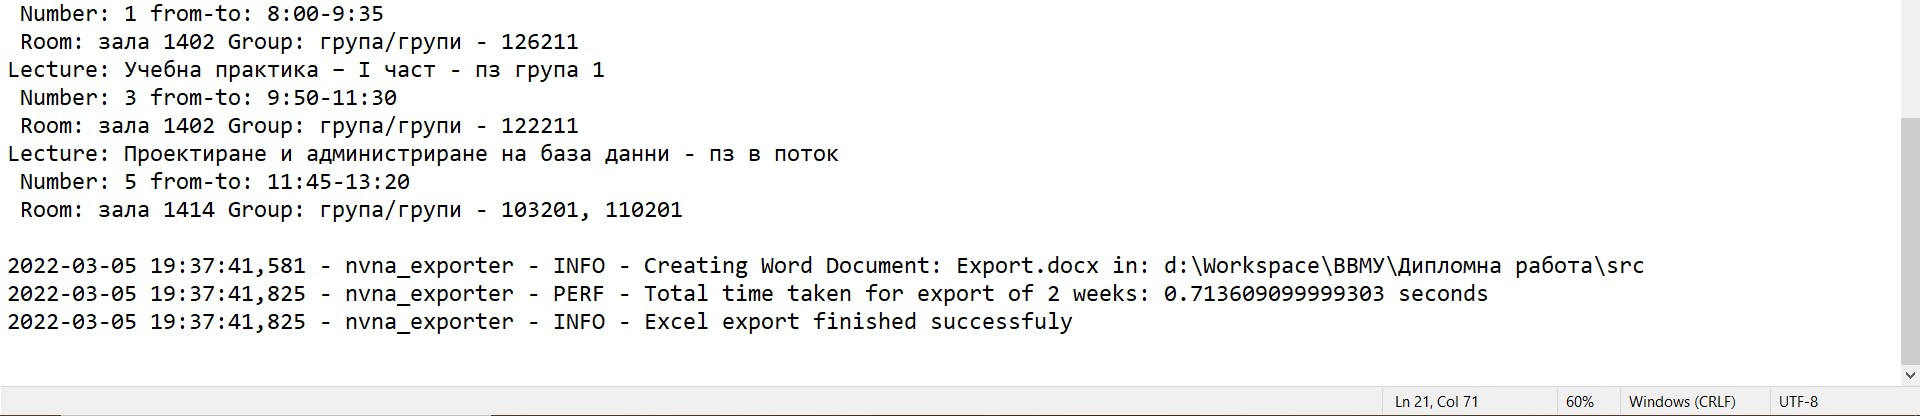 Number: 1 from-to: 8:00-9:35
Room: зала 1402 Group: група/групи - 126211
Lecture: Учебна практика – I част - пз група 1
Number: 3 from-to: 9:50-11:30
Room: зала 1402 Group: група/групи - 122211
Lecture: Проектиране и администриране на база данни - пз в поток
Number: 5 from-to: 11:45-13:20
Room: зала 1414 Group: група/групи - 103201, 110201
2022-03-05 19:37:41,581 - nvna_exporter - INFO - Creating Word Document: Export.docx in: d:\Workspace\ВВМУ\Дипломна работа\src
2022-03-05 19:37:41,825 - nvna_exporter - PERF - Total time taken for export of 2 weeks: 0.713609099999303 seconds
2022-03-05 19:37:41,825 - nvna_exporter - INFO - Excel export finished successfuly
Ln 21, Col 71 60% Windows (CRLF) UTF-8